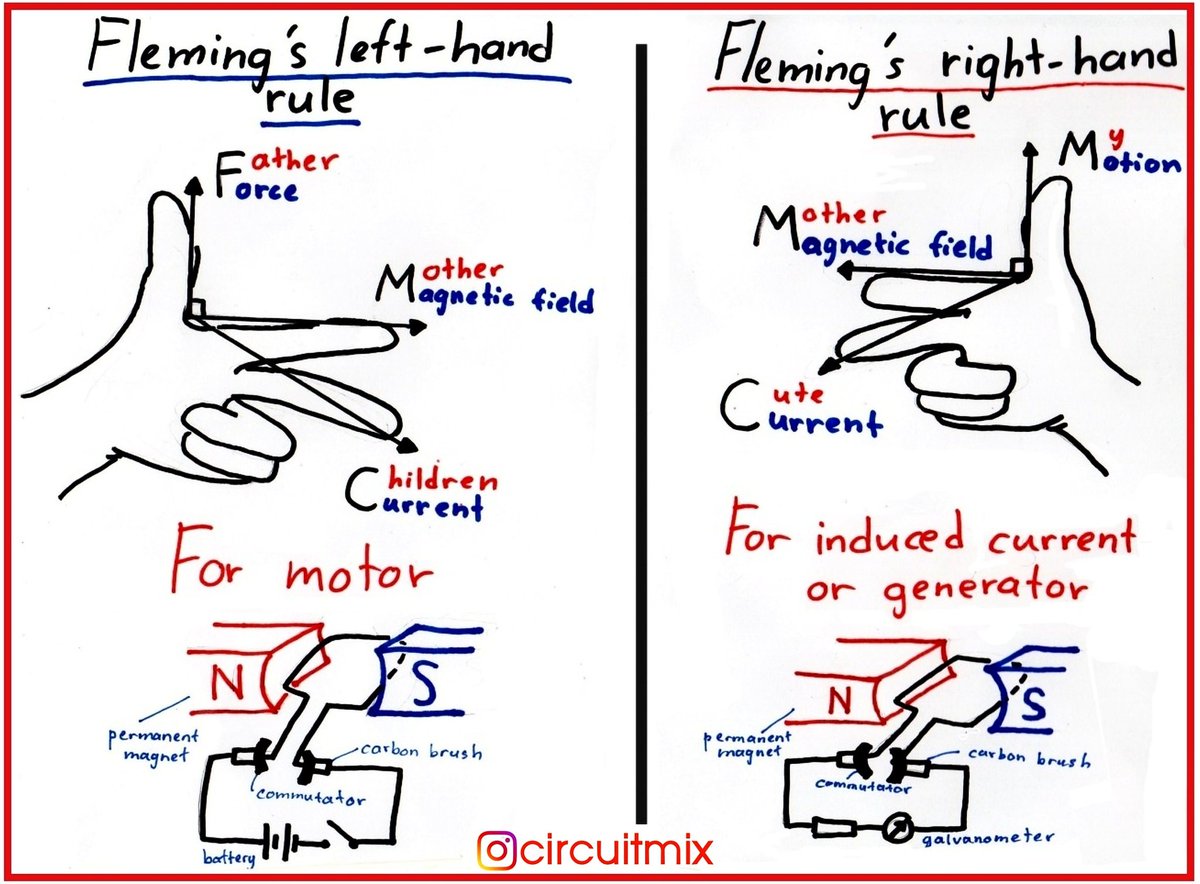 Fleming's left-hand
rule
Father
Force
Mother
Magnetic field
Children
Current
For motor
N
S
permanent
magnet
carbon brush
commutator
battery
Fleming's right-hand
rule
My
Motion
Mother
Magnetic field
Cute
Current
For induced current
or generator
N
S
permanent
magnet
carbon brush
commutator
galvanometer
circuitmix